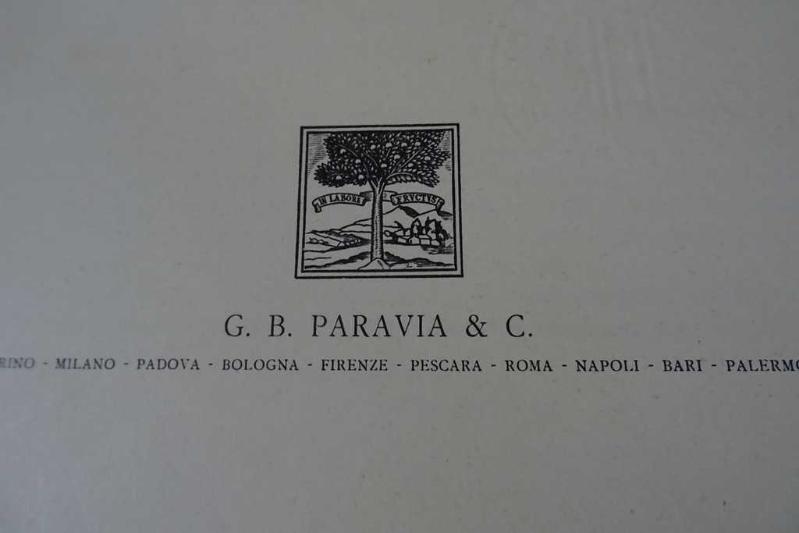 IN LABORE FRVCTVS
G. B. PARAVIA & C.
RINO - MILANO - PADOVA - BOLOGNA - FIRENZE - PESCARA - ROMA - NAPOLI - BARI - PALERMO